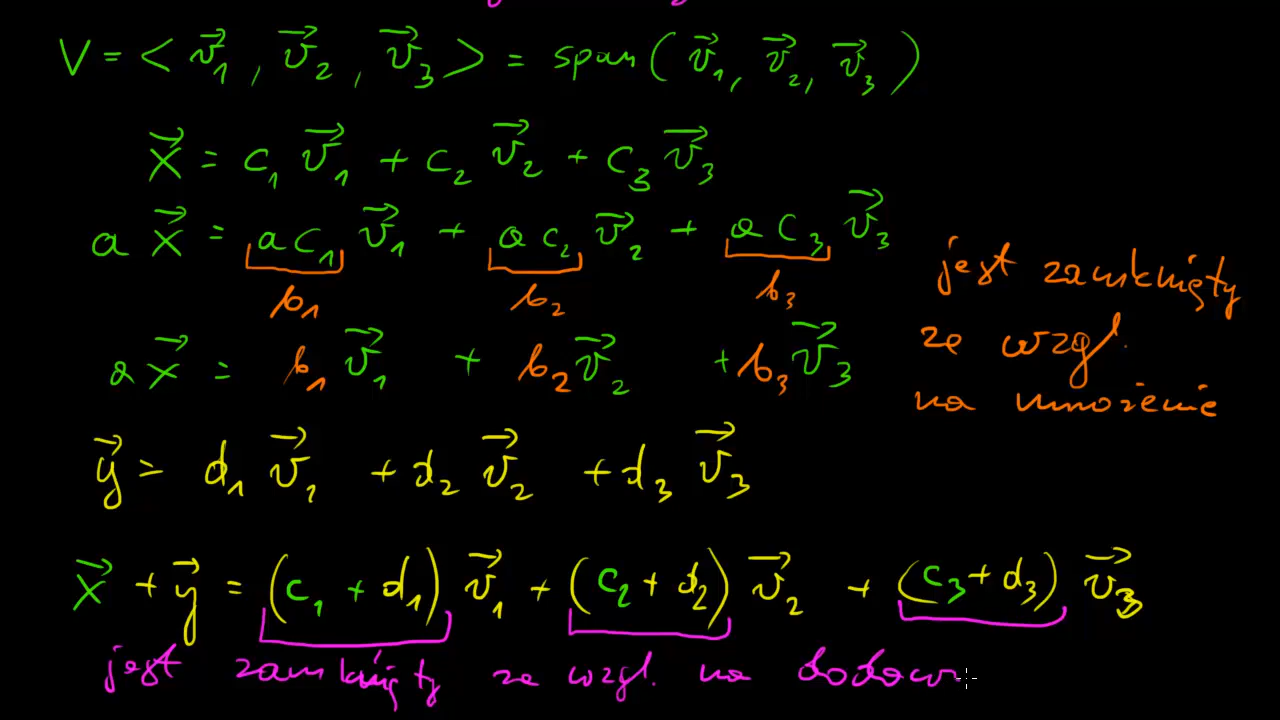 V = < v⃗₁, v⃗₂, v⃗₃ > = span( v⃗₁, v⃗₂, v⃗₃ )
x⃗ = c₁ v⃗₁ + c₂ v⃗₂ + c₃ v⃗₃
a x⃗ = a c₁ v⃗₁ + a c₂ v⃗₂ + a c₃ v⃗₃
b₁ b₂ b₃
a x⃗ = b₁ v⃗₁ + b₂ v⃗₂ + b₃ v⃗₃
jest zamknięty
ze wzgl.
na mnożenie
y⃗ = d₁ v⃗₁ + d₂ v⃗₂ + d₃ v⃗₃
x⃗ + y⃗ = (c₁ + d₁) v⃗₁ + (c₂ + d₂) v⃗₂ + (c₃ + d₃) v⃗₃
jest zamknięty ze wzgl. na dodaw